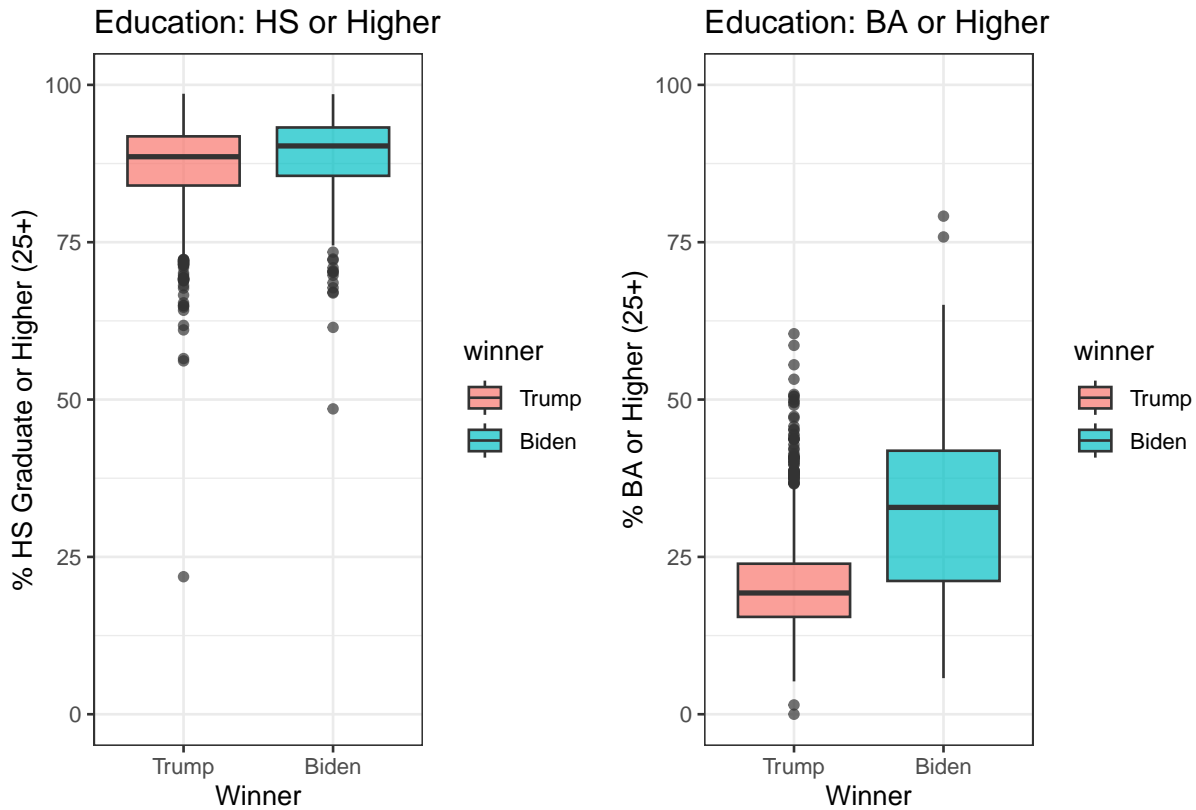 Education: HS or Higher
% HS Graduate or Higher (25+)
100
75
50
25
0
Trump
Biden
Winner
winner
Trump
Biden
Education: BA or Higher
% BA or Higher (25+)
100
75
50
25
0
Trump
Biden
Winner
winner
Trump
Biden